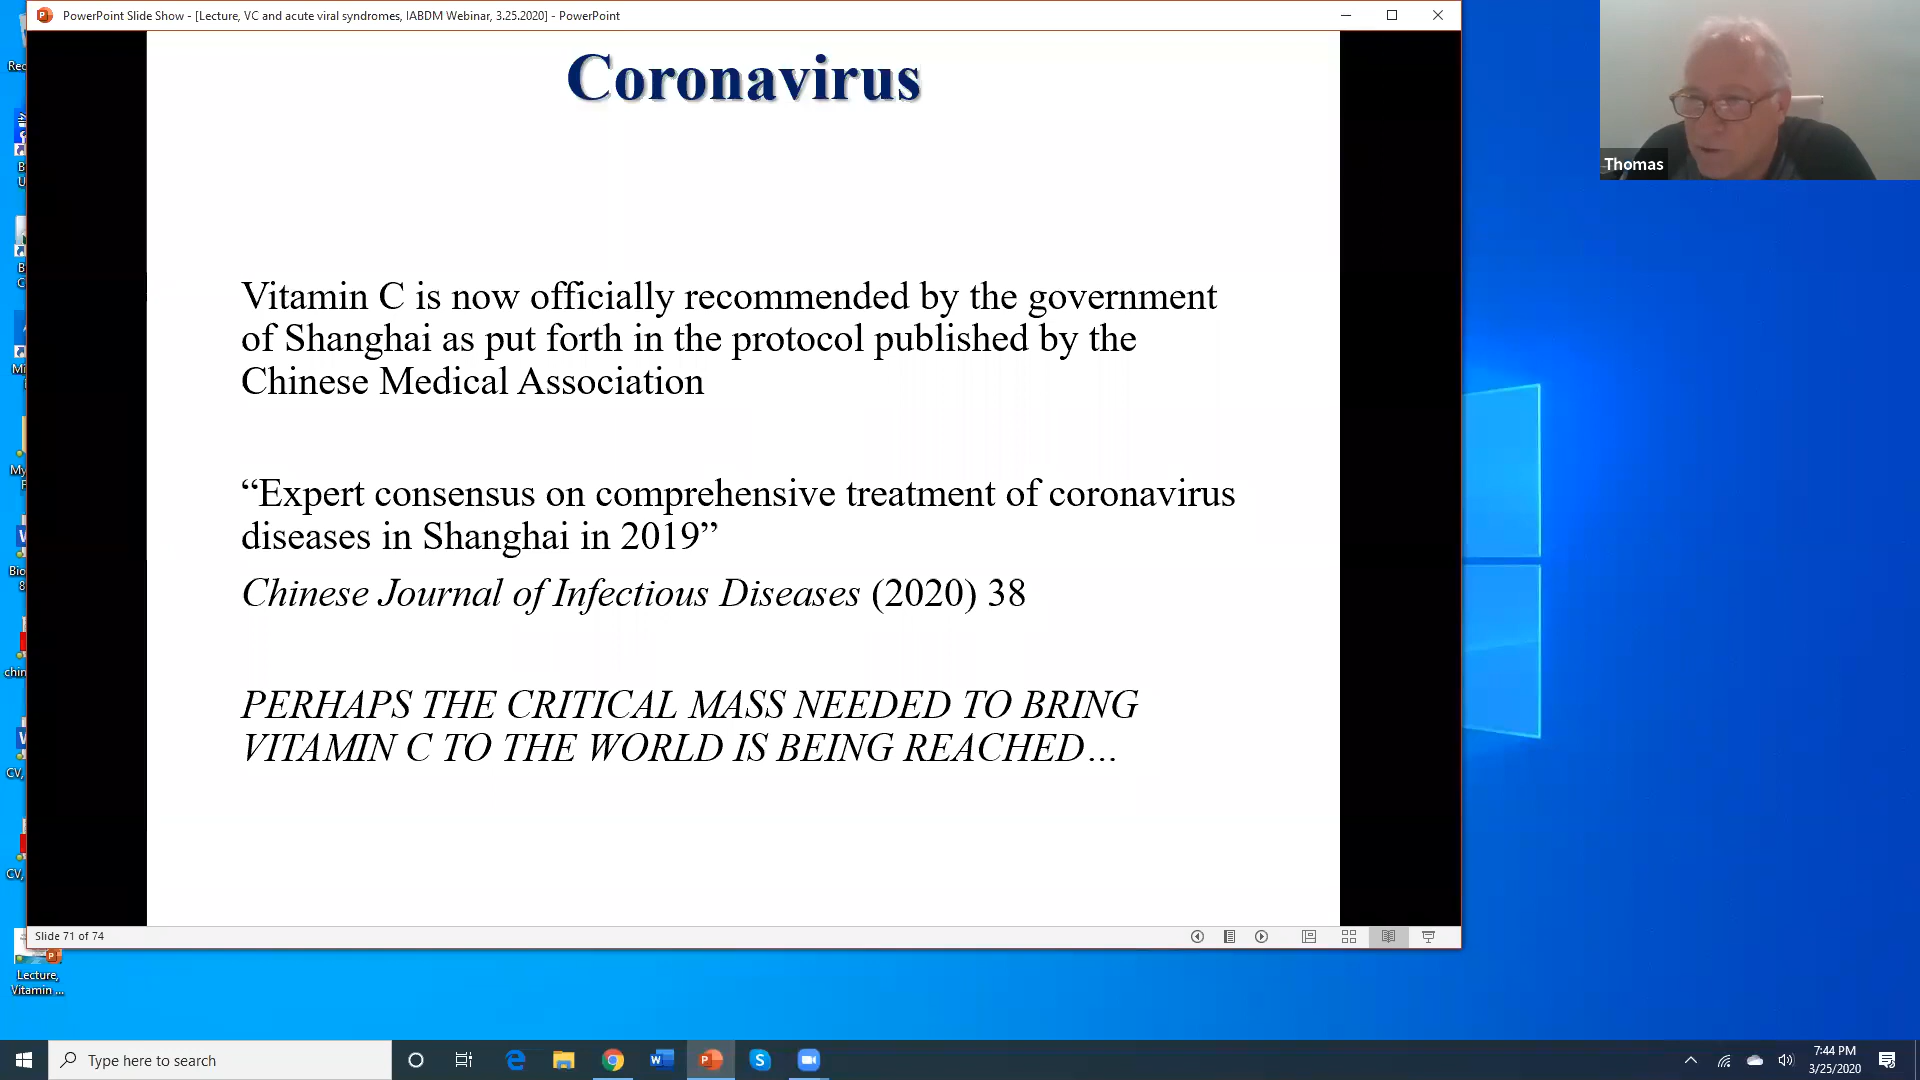 PowerPoint Slide Show - [Lecture, VC and acute viral syndromes, IABDM Webinar, 3.25.2020] - PowerPoint
Coronavirus
Thomas
Vitamin C is now officially recommended by the government
of Shanghai as put forth in the protocol published by the
Chinese Medical Association
“Expert consensus on comprehensive treatment of coronavirus
diseases in Shanghai in 2019”
Chinese Journal of Infectious Diseases (2020) 38
PERHAPS THE CRITICAL MASS NEEDED TO BRING
VITAMIN C TO THE WORLD IS BEING REACHED…
Slide 71 of 74
Lecture,
Vitamin ...
Type here to search
7:44 PM
3/25/2020